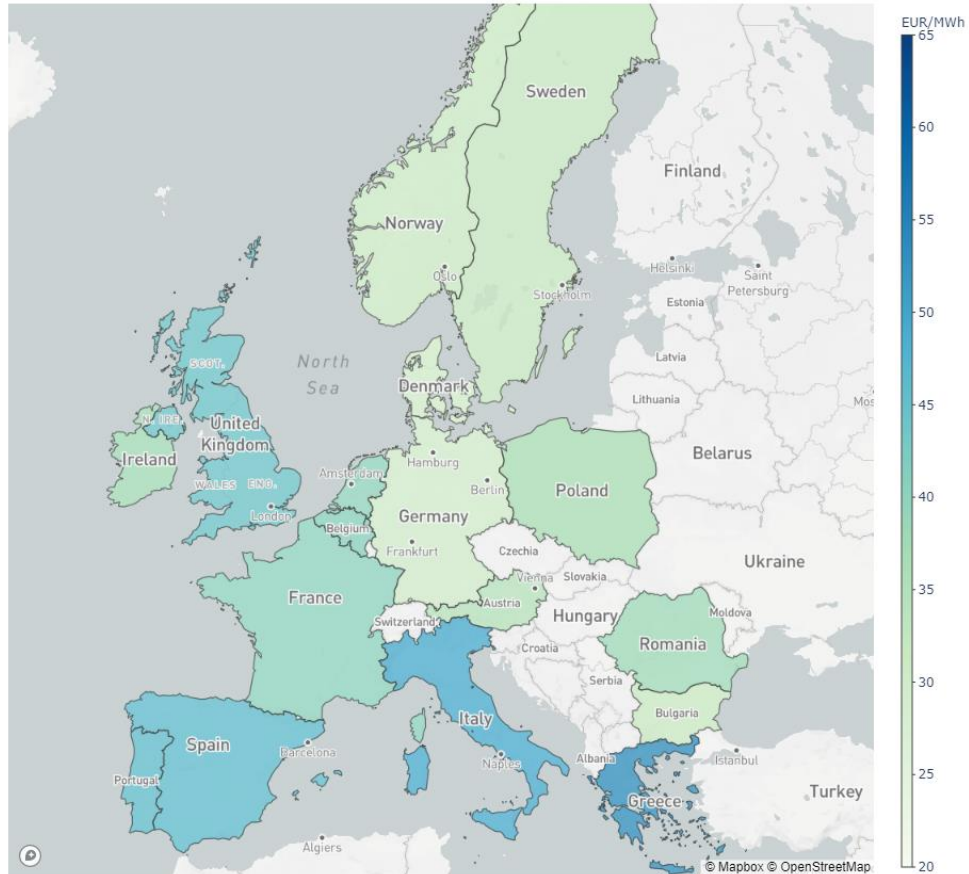 EUR/MWh
65
60
55
50
45
40
35
30
25
20
Sweden
Finland
Norway
Oslo
Helsinki
Saint
Petersburg
Stockholm
Estonia
SCOT.
North
Sea
Latvia
Denmark
Lithuania
Mos
N. IRE.
United
Kingdom
Ireland
Hamburg
Belarus
Amsterdam
WALES
ENG.
Berlin
Poland
London
Germany
Belgium
Frankfurt
Czechia
Ukraine
Vienna
Slovakia
France
Austria
Moldova
Hungary
Switzerland
Romania
Croatia
Serbia
Bulgaria
Italy
Spain
Barcelona
Naples
Albania
Istanbul
Portugal
Turkey
Greece
Algiers
© Mapbox © OpenStreetMap